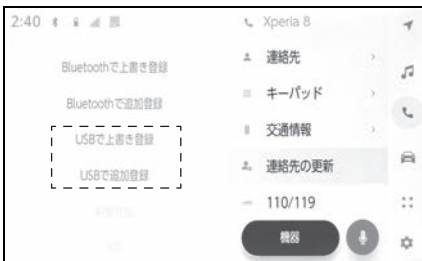 2:40
Bluetoothで上書き登録
Bluetoothで追加登録
USBで上書き登録
USBで追加登録
Xperia 8
連絡先
キーパッド
交通情報
連絡先の更新
110/119
機器